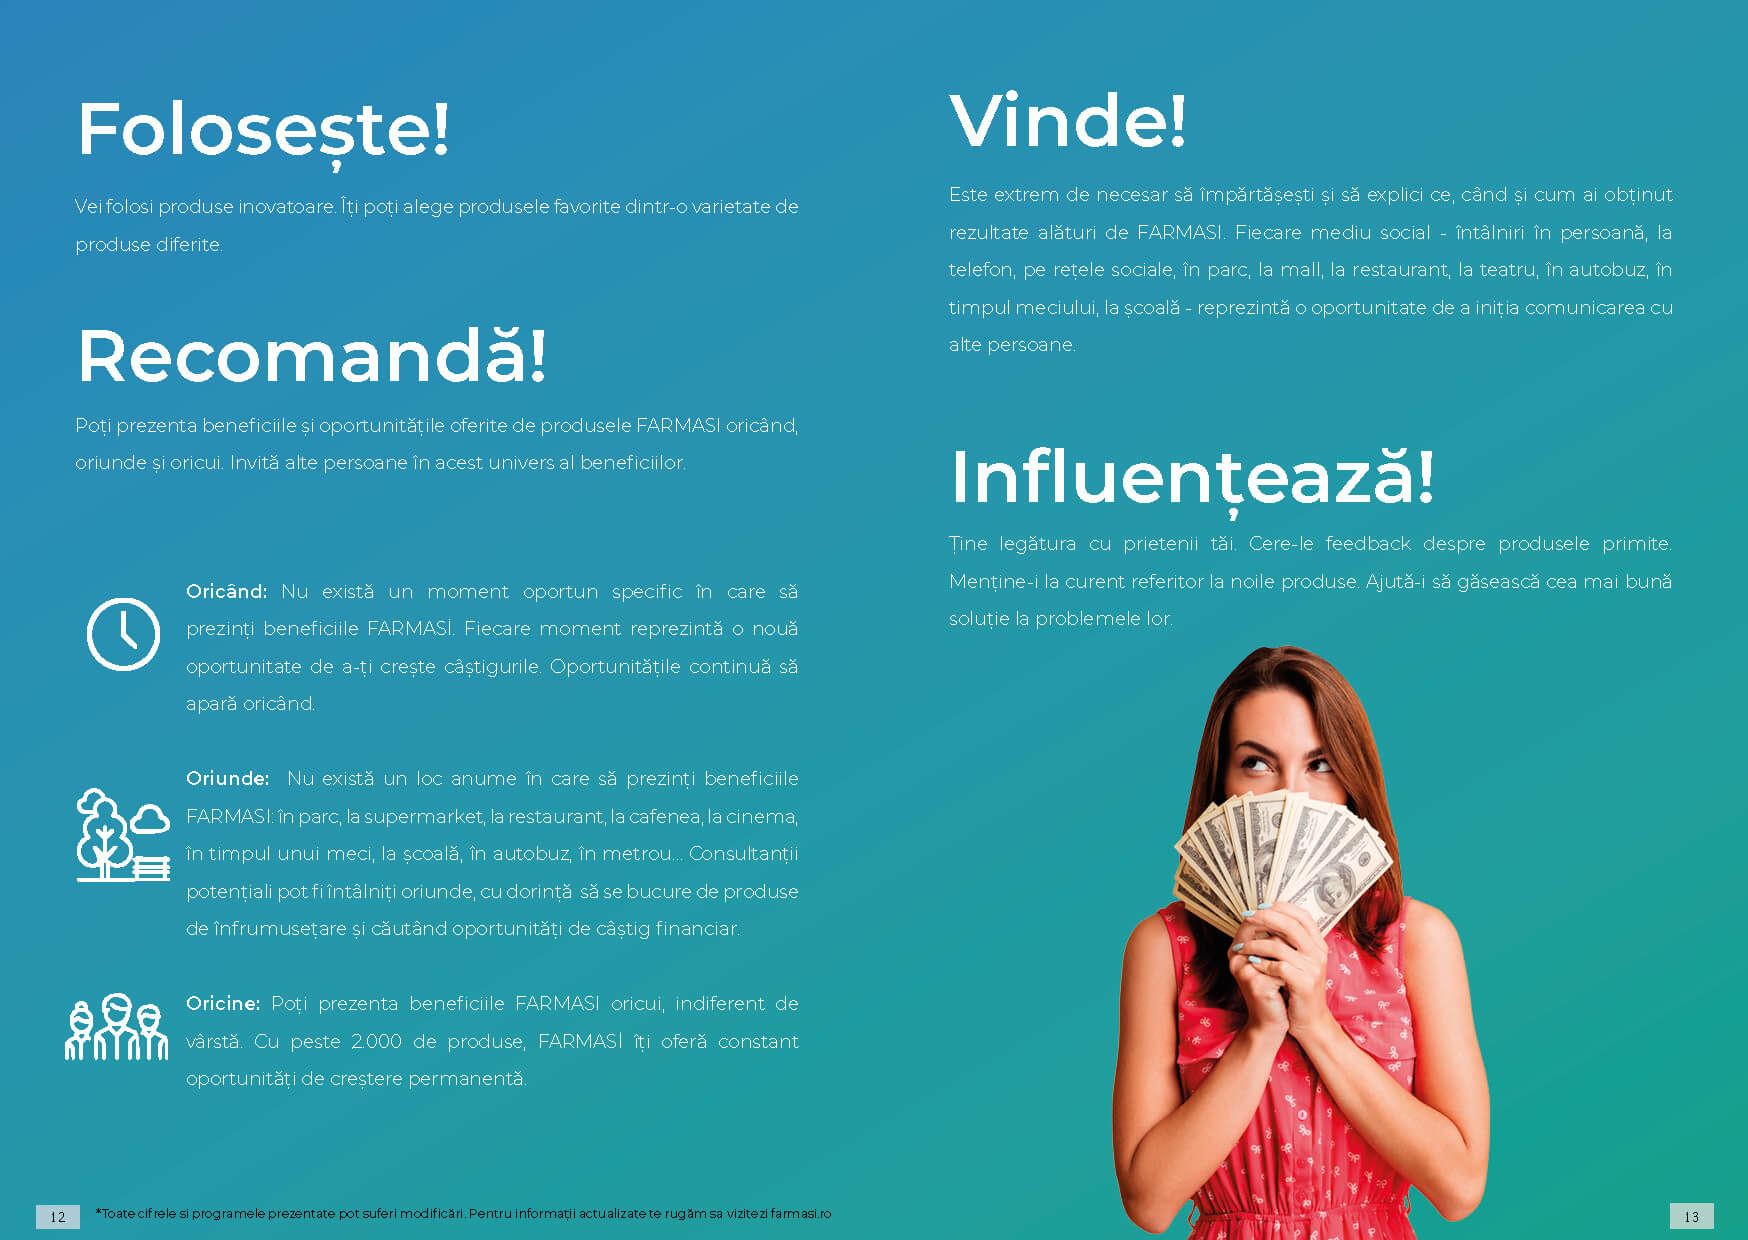 Folosește!
Vei folosi produse inovatoare. Îți poți alege produsele favorite dintr-o varietate de
produse diferite.
Recomandă!
Poți prezenta beneficiile și oportunitățile oferite de produsele FARMASI oricând,
oriunde și oricui. Invită alte persoane în acest univers al beneficiilor.
Oricând: Nu există un moment oportun specific în care să
prezinți beneficiile FARMASİ. Fiecare moment reprezintă o nouă
oportunitate de a-ți crește câștigurile. Oportunitățile continuă să
apară oricând.
Oriunde: Nu există un loc anume în care să prezinți beneficiile
FARMASI: în parc, la supermarket, la restaurant, la cafenea, la cinema,
în timpul unui meci, la școală, în autobuz, în metrou... Consultanții
potențiali pot fi întâlniți oriunde, cu dorință să se bucure de produse
de înfrumusețare și căutând oportunități de câștig financiar.
Oricine: Poți prezenta beneficiile FARMASI oricui, indiferent de
vârstă. Cu peste 2.000 de produse, FARMASİ îți oferă constant
oportunități de creștere permanentă.
12
*Toate cifrele si programele prezentate pot suferi modificări. Pentru informații actualizate te rugăm sa vizitezi farmasi.ro
Vinde!
Este extrem de necesar să împărtășești și să explici ce, când și cum ai obținut
rezultate alături de FARMASI. Fiecare mediu social - întâlniri în persoană, la
telefon, pe rețele sociale, în parc, la mall, la restaurant, la teatru, în autobuz, în
timpul meciului, la școală - reprezintă o oportunitate de a iniția comunicarea cu
alte persoane.
Influențează!
Ține legătura cu prietenii tăi. Cere-le feedback despre produsele primite.
Menține-i la curent referitor la noile produse. Ajută-i să găsească cea mai bună
soluție la problemele lor.
13